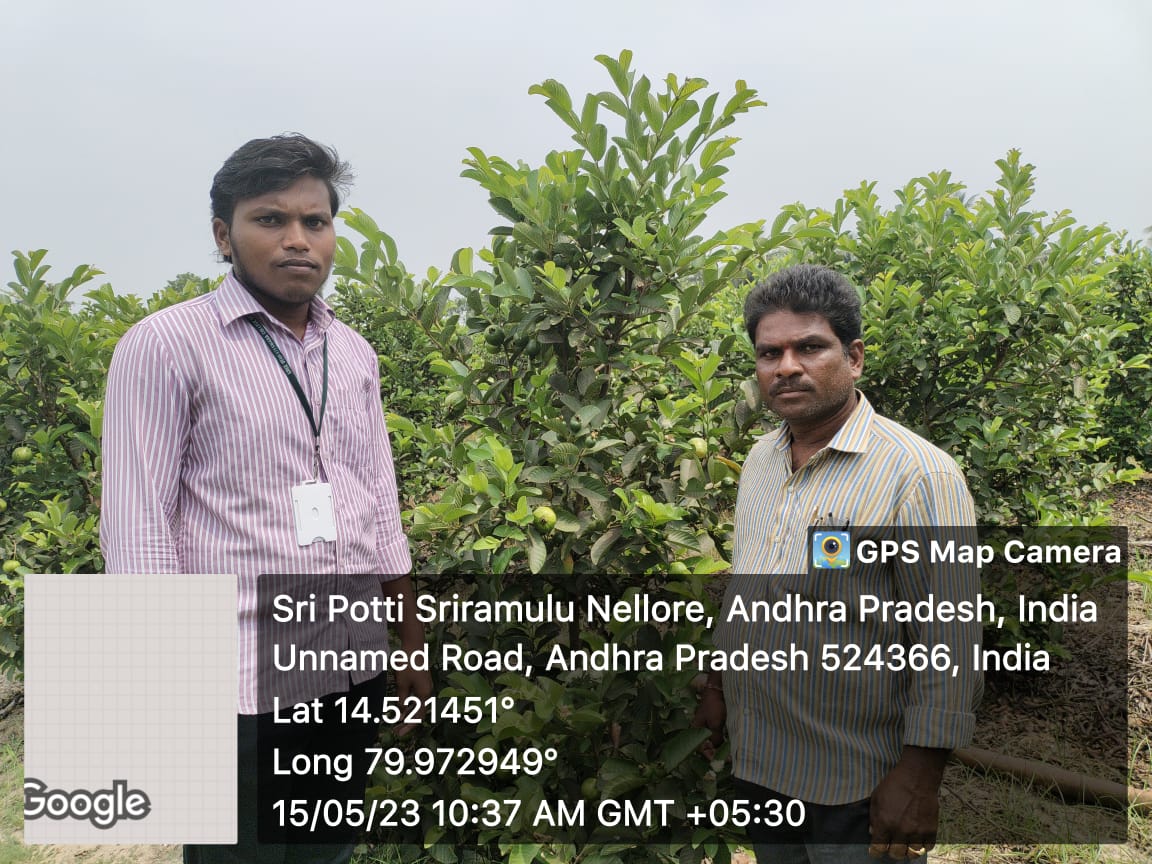 GPS Map Camera
Sri Potti Sriramulu Nellore, Andhra Pradesh, India
Unnamed Road, Andhra Pradesh 524366, India
Lat 14.521451°
Long 79.972949°
15/05/23 10:37 AM GMT +05:30
Google